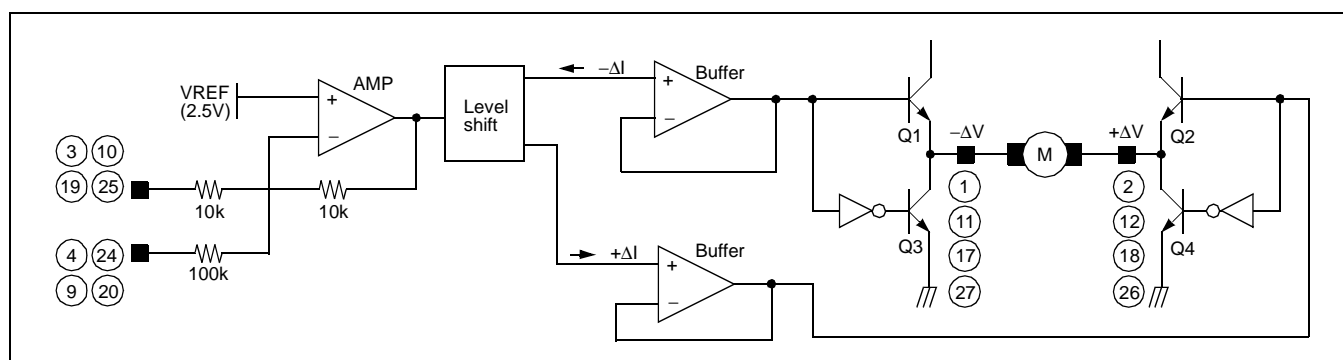 VREF
(2.5V)
AMP
+
−
Level
shift
−ΔI
+ΔI
Buffer
+
−
Buffer
+
−
3 10
19 25
10k
10k
4 24
9 20
100k
Q1
Q2
Q3
Q4
−ΔV
M
+ΔV
1
11
17
27
2
12
18
26